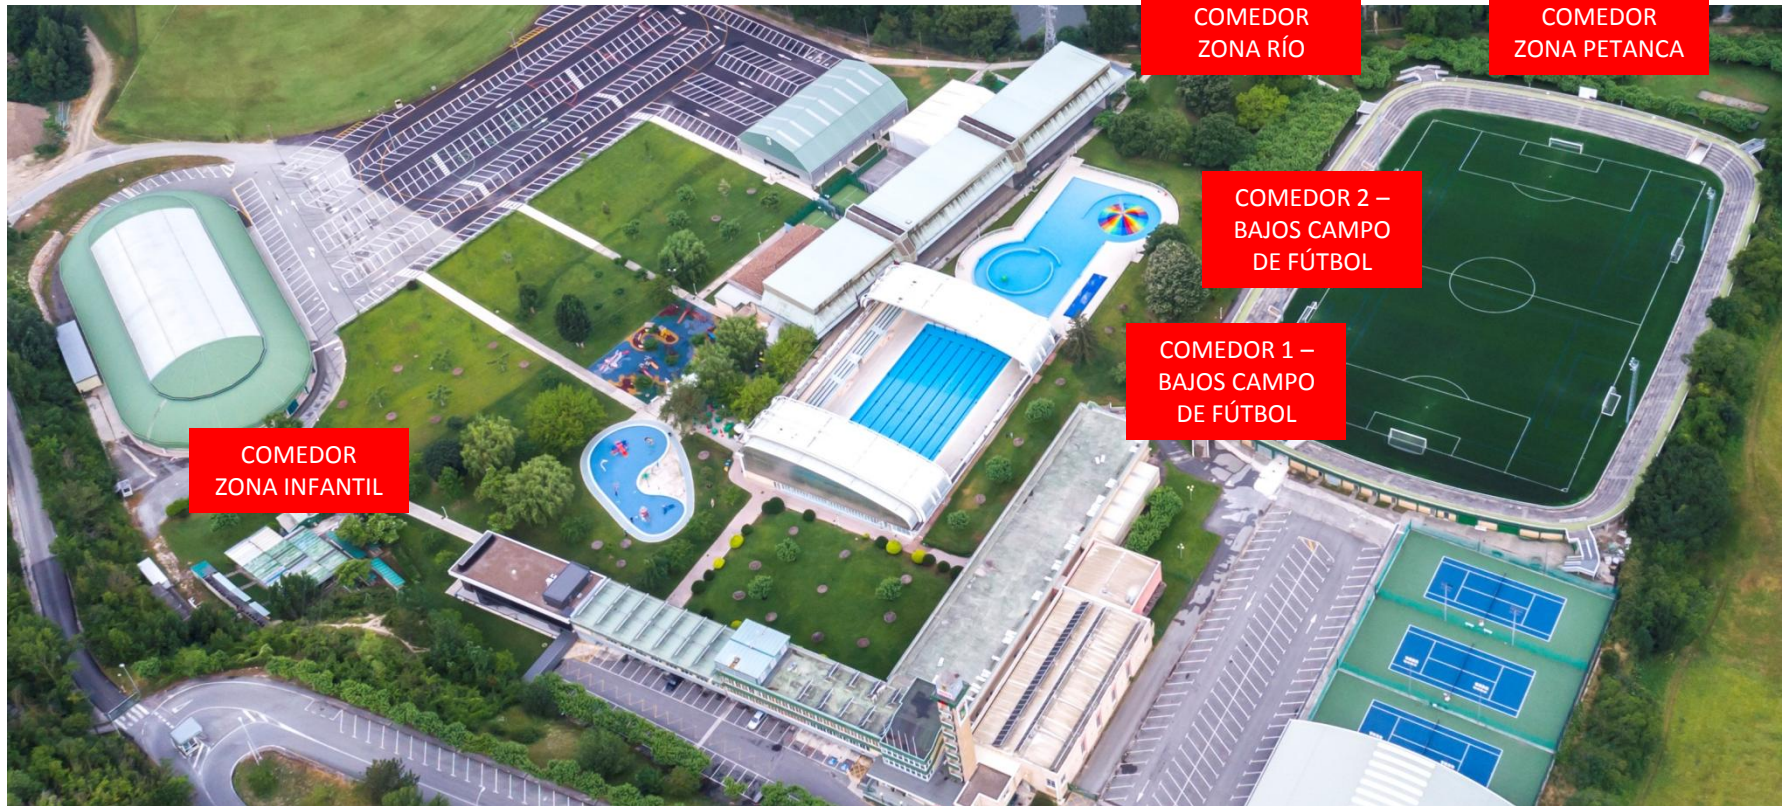 COMEDOR
ZONA RÍO
COMEDOR
ZONA PETANCA
COMEDOR 2 –
BAJOS CAMPO
DE FÚTBOL
COMEDOR 1 –
BAJOS CAMPO
DE FÚTBOL
COMEDOR
ZONA INFANTIL